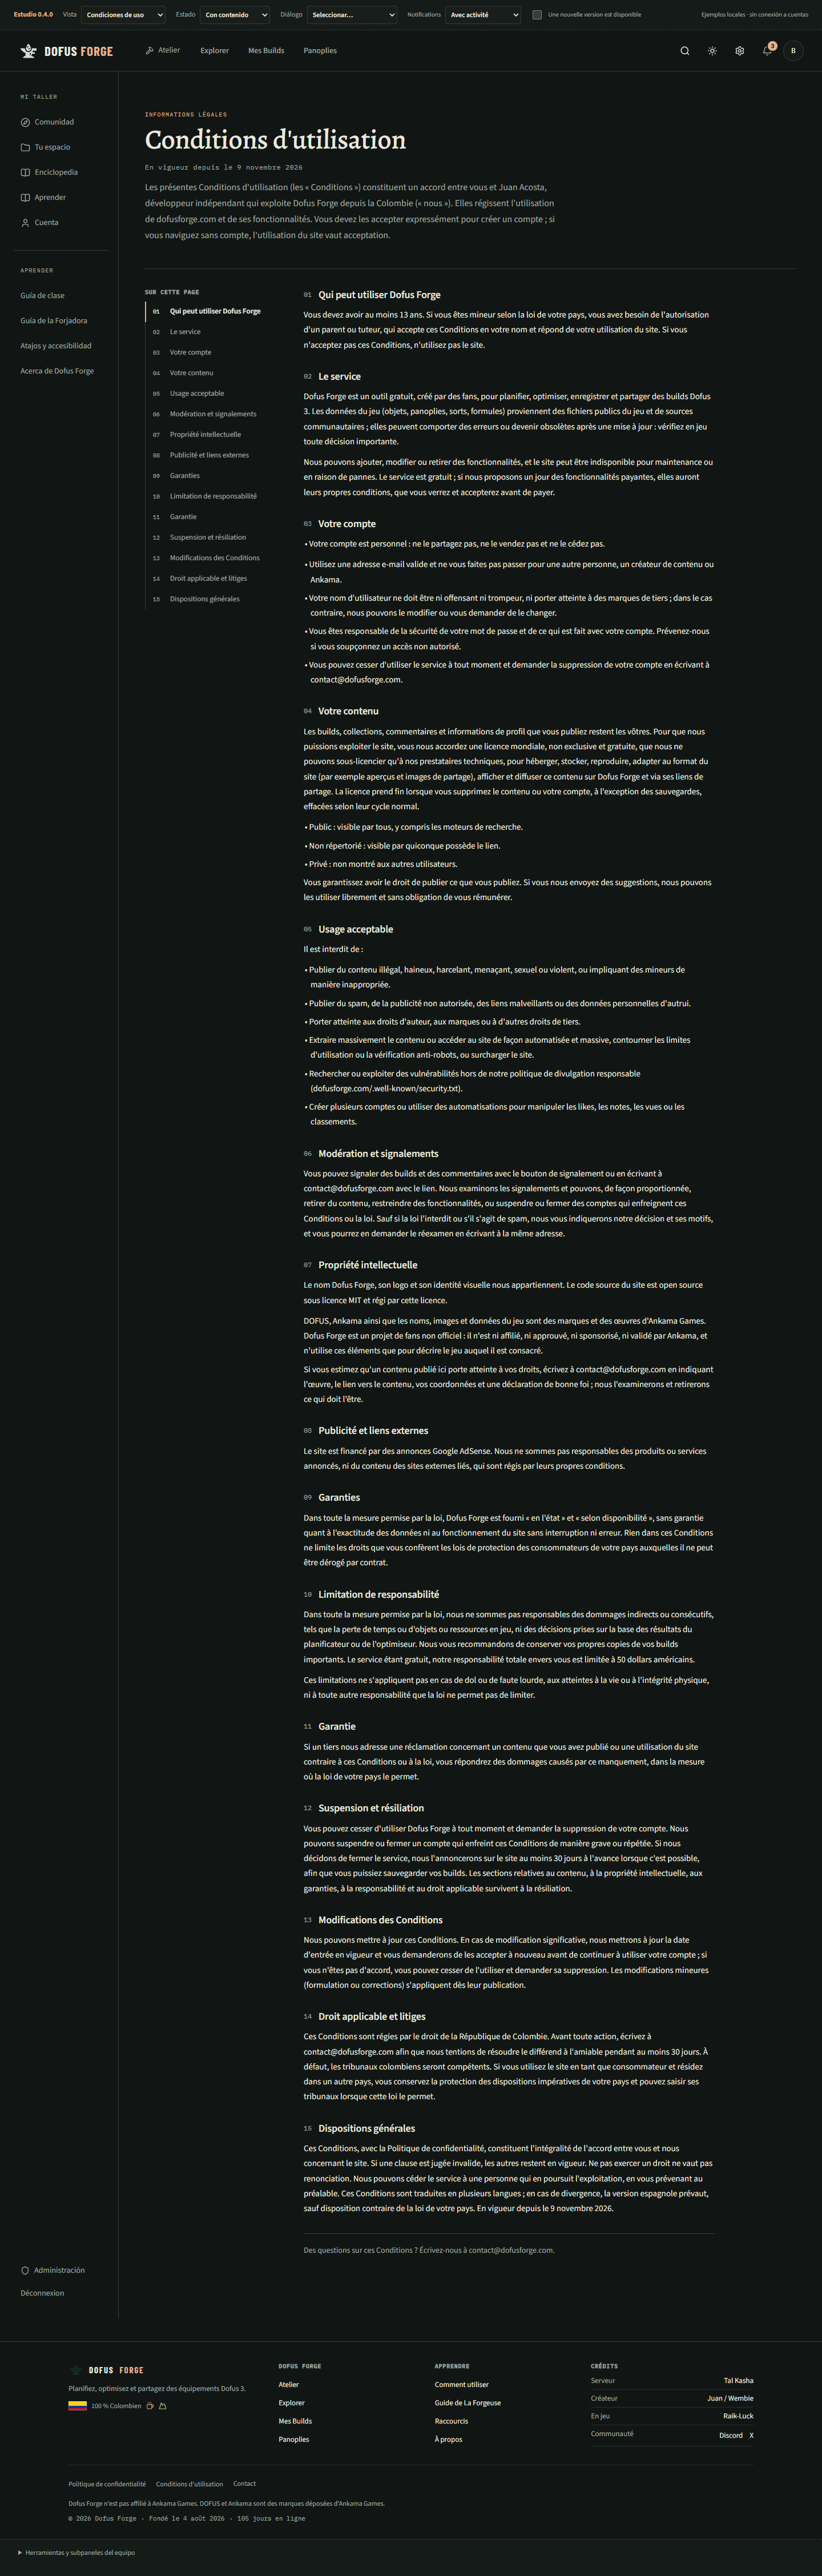 Estudio 0.4.0 Vista Condiciones de uso Estado Con contenido Diálogo Seleccionar... Notifications Avec activité Une nouvelle version est disponible Ejemplos locales · sin conexión a cuentas
DOFUS FORGE Atelier Explorer Mes Builds Panoplies 3 B
MI TALLER
Comunidad
Tu espacio
Enciclopedia
Aprender
Cuenta
APRENDER
Guía de clase
Guía de la Forjadora
Atajos y accesibilidad
Acerca de Dofus Forge
INFORMATIONS LÉGALES
Conditions d'utilisation
En vigueur depuis le 9 novembre 2026
Les présentes Conditions d'utilisation (les « Conditions ») constituent un accord entre vous et Juan Acosta,
développeur indépendant qui exploite Dofus Forge depuis la Colombie (« nous »). Elles régissent l'utilisation
de dofusforge.com et de ses fonctionnalités. Vous devez les accepter expressément pour créer un compte ; si
vous naviguez sans compte, l'utilisation du site vaut acceptation.
SUR CETTE PAGE
01 Qui peut utiliser Dofus Forge
02 Le service
03 Votre compte
04 Votre contenu
05 Usage acceptable
06 Modération et signalements
07 Propriété intellectuelle
08 Publicité et liens externes
09 Garanties
10 Limitation de responsabilité
11 Garantie
12 Suspension et résiliation
13 Modifications des Conditions
14 Droit applicable et litiges
15 Dispositions générales
01 Qui peut utiliser Dofus Forge
Vous devez avoir au moins 13 ans. Si vous êtes mineur selon la loi de votre pays, vous avez besoin de l'autorisation
d'un parent ou tuteur, qui accepte ces Conditions en votre nom et répond de votre utilisation du site. Si vous
n'acceptez pas ces Conditions, n'utilisez pas le site.
02 Le service
Dofus Forge est un outil gratuit, créé par des fans, pour planifier, optimiser, enregistrer et partager des builds Dofus
3. Les données du jeu (objets, panoplies, sorts, formules) proviennent des fichiers publics du jeu et de sources
communautaires ; elles peuvent comporter des erreurs ou devenir obsolètes après une mise à jour : vérifiez en jeu
toute décision importante.
Nous pouvons ajouter, modifier ou retirer des fonctionnalités, et le site peut être indisponible pour maintenance ou
en raison de pannes. Le service est gratuit ; si nous proposons un jour des fonctionnalités payantes, elles auront
leurs propres conditions, que vous verrez et accepterez avant de payer.
03 Votre compte
• Votre compte est personnel : ne le partagez pas, ne le vendez pas et ne le cédez pas.
• Utilisez une adresse e-mail valide et ne vous faites pas passer pour une autre personne, un créateur de contenu ou
Ankama.
• Votre nom d'utilisateur ne doit être ni offensant ni trompeur, ni porter atteinte à des marques de tiers ; dans le cas
contraire, nous pouvons le modifier ou vous demander de le changer.
• Vous êtes responsable de la sécurité de votre mot de passe et de ce qui est fait avec votre compte. Prévenez-nous
si vous soupçonnez un accès non autorisé.
• Vous pouvez cesser d'utiliser le service à tout moment et demander la suppression de votre compte en écrivant à
contact@dofusforge.com.
04 Votre contenu
Les builds, collections, commentaires et informations de profil que vous publiez restent les vôtres. Pour que nous
puissions exploiter le site, vous nous accordez une licence mondiale, non exclusive et gratuite, que nous ne
pouvons sous-licencier qu'à nos prestataires techniques, pour héberger, stocker, reproduire, adapter au format du
site (par exemple aperçus et images de partage), afficher et diffuser ce contenu sur Dofus Forge et via ses liens de
partage. La licence prend fin lorsque vous supprimez le contenu ou votre compte, à l'exception des sauvegardes,
effacées selon leur cycle normal.
• Public : visible par tous, y compris les moteurs de recherche.
• Non répertorié : visible par quiconque possède le lien.
• Privé : non montré aux autres utilisateurs.
Vous garantissez avoir le droit de publier ce que vous publiez. Si vous nous envoyez des suggestions, nous pouvons
les utiliser librement et sans obligation de vous rémunérer.
05 Usage acceptable
Il est interdit de :
• Publier du contenu illégal, haineux, harcelant, menaçant, sexuel ou violent, ou impliquant des mineurs de
manière inappropriée.
• Publier du spam, de la publicité non autorisée, des liens malveillants ou des données personnelles d'autrui.
• Porter atteinte aux droits d'auteur, aux marques ou à d'autres droits de tiers.
• Extraire massivement le contenu ou accéder au site de façon automatisée et massive, contourner les limites
d'utilisation ou la vérification anti-robots, ou surcharger le site.
• Rechercher ou exploiter des vulnérabilités hors de notre politique de divulgation responsable
(dofusforge.com/.well-known/security.txt).
• Créer plusieurs comptes ou utiliser des automatisations pour manipuler les likes, les notes, les vues ou les
classements.
06 Modération et signalements
Vous pouvez signaler des builds et des commentaires avec le bouton de signalement ou en écrivant à
contact@dofusforge.com avec le lien. Nous examinons les signalements et pouvons, de façon proportionnée,
retirer du contenu, restreindre des fonctionnalités, ou suspendre ou fermer des comptes qui enfreignent ces
Conditions ou la loi. Sauf si la loi l'interdit ou s'il s'agit de spam, nous vous indiquerons notre décision et ses motifs,
et vous pourrez en demander le réexamen en écrivant à la même adresse.
07 Propriété intellectuelle
Le nom Dofus Forge, son logo et son identité visuelle nous appartiennent. Le code source du site est open source
sous licence MIT et régi par cette licence.
DOFUS, Ankama ainsi que les noms, images et données du jeu sont des marques et des œuvres d'Ankama Games.
Dofus Forge est un projet de fans non officiel : il n'est ni affilié, ni approuvé, ni sponsorisé, ni validé par Ankama, et
n'utilise ces éléments que pour décrire le jeu auquel il est consacré.
Si vous estimez qu'un contenu publié ici porte atteinte à vos droits, écrivez à contact@dofusforge.com en indiquant
l'œuvre, le lien vers le contenu, vos coordonnées et une déclaration de bonne foi ; nous l'examinerons et retirerons
ce qui doit l'être.
08 Publicité et liens externes
Le site est financé par des annonces Google AdSense. Nous ne sommes pas responsables des produits ou services
annoncés, ni du contenu des sites externes liés, qui sont régis par leurs propres conditions.
09 Garanties
Dans toute la mesure permise par la loi, Dofus Forge est fourni « en l'état » et « selon disponibilité », sans garantie
quant à l'exactitude des données ni au fonctionnement du site sans interruption ni erreur. Rien dans ces Conditions
ne limite les droits que vous confèrent les lois de protection des consommateurs de votre pays auxquelles il ne peut
être dérogé par contrat.
10 Limitation de responsabilité
Dans toute la mesure permise par la loi, nous ne sommes pas responsables des dommages indirects ou consécutifs,
tels que la perte de temps ou d'objets ou ressources en jeu, ni des décisions prises sur la base des résultats du
planificateur ou de l'optimiseur. Nous vous recommandons de conserver vos propres copies de vos builds
importants. Le service étant gratuit, notre responsabilité totale envers vous est limitée à 50 dollars américains.
Ces limitations ne s'appliquent pas en cas de dol ou de faute lourde, aux atteintes à la vie ou à l'intégrité physique,
ni à toute autre responsabilité que la loi ne permet pas de limiter.
11 Garantie
Si un tiers nous adresse une réclamation concernant un contenu que vous avez publié ou une utilisation du site
contraire à ces Conditions ou à la loi, vous répondrez des dommages causés par ce manquement, dans la mesure
où la loi de votre pays le permet.
12 Suspension et résiliation
Vous pouvez cesser d'utiliser Dofus Forge à tout moment et demander la suppression de votre compte. Nous
pouvons suspendre ou fermer un compte qui enfreint ces Conditions de manière grave ou répétée. Si nous
décidons de fermer le service, nous l'annoncerons sur le site au moins 30 jours à l'avance lorsque c'est possible,
afin que vous puissiez sauvegarder vos builds. Les sections relatives au contenu, à la propriété intellectuelle, aux
garanties, à la responsabilité et au droit applicable survivent à la résiliation.
13 Modifications des Conditions
Nous pouvons mettre à jour ces Conditions. En cas de modification significative, nous mettrons à jour la date
d'entrée en vigueur et vous demanderons de les accepter à nouveau avant de continuer à utiliser votre compte ; si
vous n'êtes pas d'accord, vous pouvez cesser de l'utiliser et demander sa suppression. Les modifications mineures
(formulation ou corrections) s'appliquent dès leur publication.
14 Droit applicable et litiges
Ces Conditions sont régies par le droit de la République de Colombie. Avant toute action, écrivez à
contact@dofusforge.com afin que nous tentions de résoudre le différend à l'amiable pendant au moins 30 jours. À
défaut, les tribunaux colombiens seront compétents. Si vous utilisez le site en tant que consommateur et résidez
dans un autre pays, vous conservez la protection des dispositions impératives de votre pays et pouvez saisir ses
tribunaux lorsque cette loi le permet.
15 Dispositions générales
Ces Conditions, avec la Politique de confidentialité, constituent l'intégralité de l'accord entre vous et nous
concernant le site. Si une clause est jugée invalide, les autres restent en vigueur. Ne pas exercer un droit ne vaut pas
renonciation. Nous pouvons céder le service à une personne qui en poursuit l'exploitation, en vous prévenant au
préalable. Ces Conditions sont traduites en plusieurs langues ; en cas de divergence, la version espagnole prévaut,
sauf disposition contraire de la loi de votre pays. En vigueur depuis le 9 novembre 2026.
Des questions sur ces Conditions ? Écrivez-nous à contact@dofusforge.com.
Administración
Déconnexion
DOFUS FORGE
Planifiez, optimisez et partagez des équipements Dofus 3.
100 % Colombien
DOFUS FORGE
Atelier
Explorer
Mes Builds
Panoplies
APPRENDRE
Comment utiliser
Guide de La Forgeuse
Raccourcis
À propos
CRÉDITS
Serveur Tal Kasha
Créateur Juan / Wembie
En jeu Raik-Luck
Communauté Discord X
Politique de confidentialité Conditions d'utilisation Contact
Dofus Forge n'est pas affilié à Ankama Games. DOFUS et Ankama sont des marques déposées d'Ankama Games.
© 2026 Dofus Forge · Fondé le 4 août 2026 · 105 jours en ligne
Herramientas y subpaneles del equipo